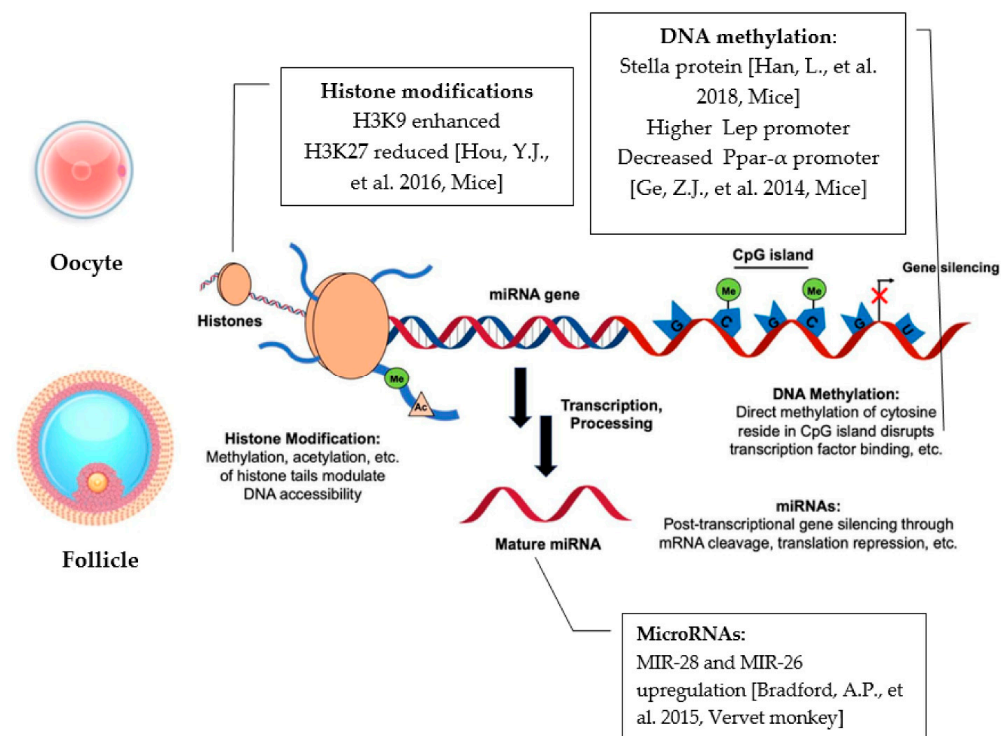 DNA methylation:
Stella protein [Han, L., et al.
2018, Mice]
Higher Lep promoter
Decreased Ppar-α promoter
[Ge, Z.J., et al. 2014, Mice]
Histone modifications
H3K9 enhanced
H3K27 reduced [Hou, Y.J.,
et al. 2016, Mice]
Oocyte
Histones
miRNA gene
CpG island
Me
Me
Gene silencing
G
C
G
C
G
U
Me
Ac
Transcription,
Processing
Histone Modification:
Methylation, acetylation, etc.
of histone tails modulate
DNA accessibility
DNA Methylation:
Direct methylation of cytosine
reside in CpG island disrupts
transcription factor binding, etc.
Follicle
Mature miRNA
miRNAs:
Post-transcriptional gene silencing through
mRNA cleavage, translation repression, etc.
MicroRNAs:
MIR-28 and MIR-26
upregulation [Bradford, A.P., et
al. 2015, Vervet monkey]